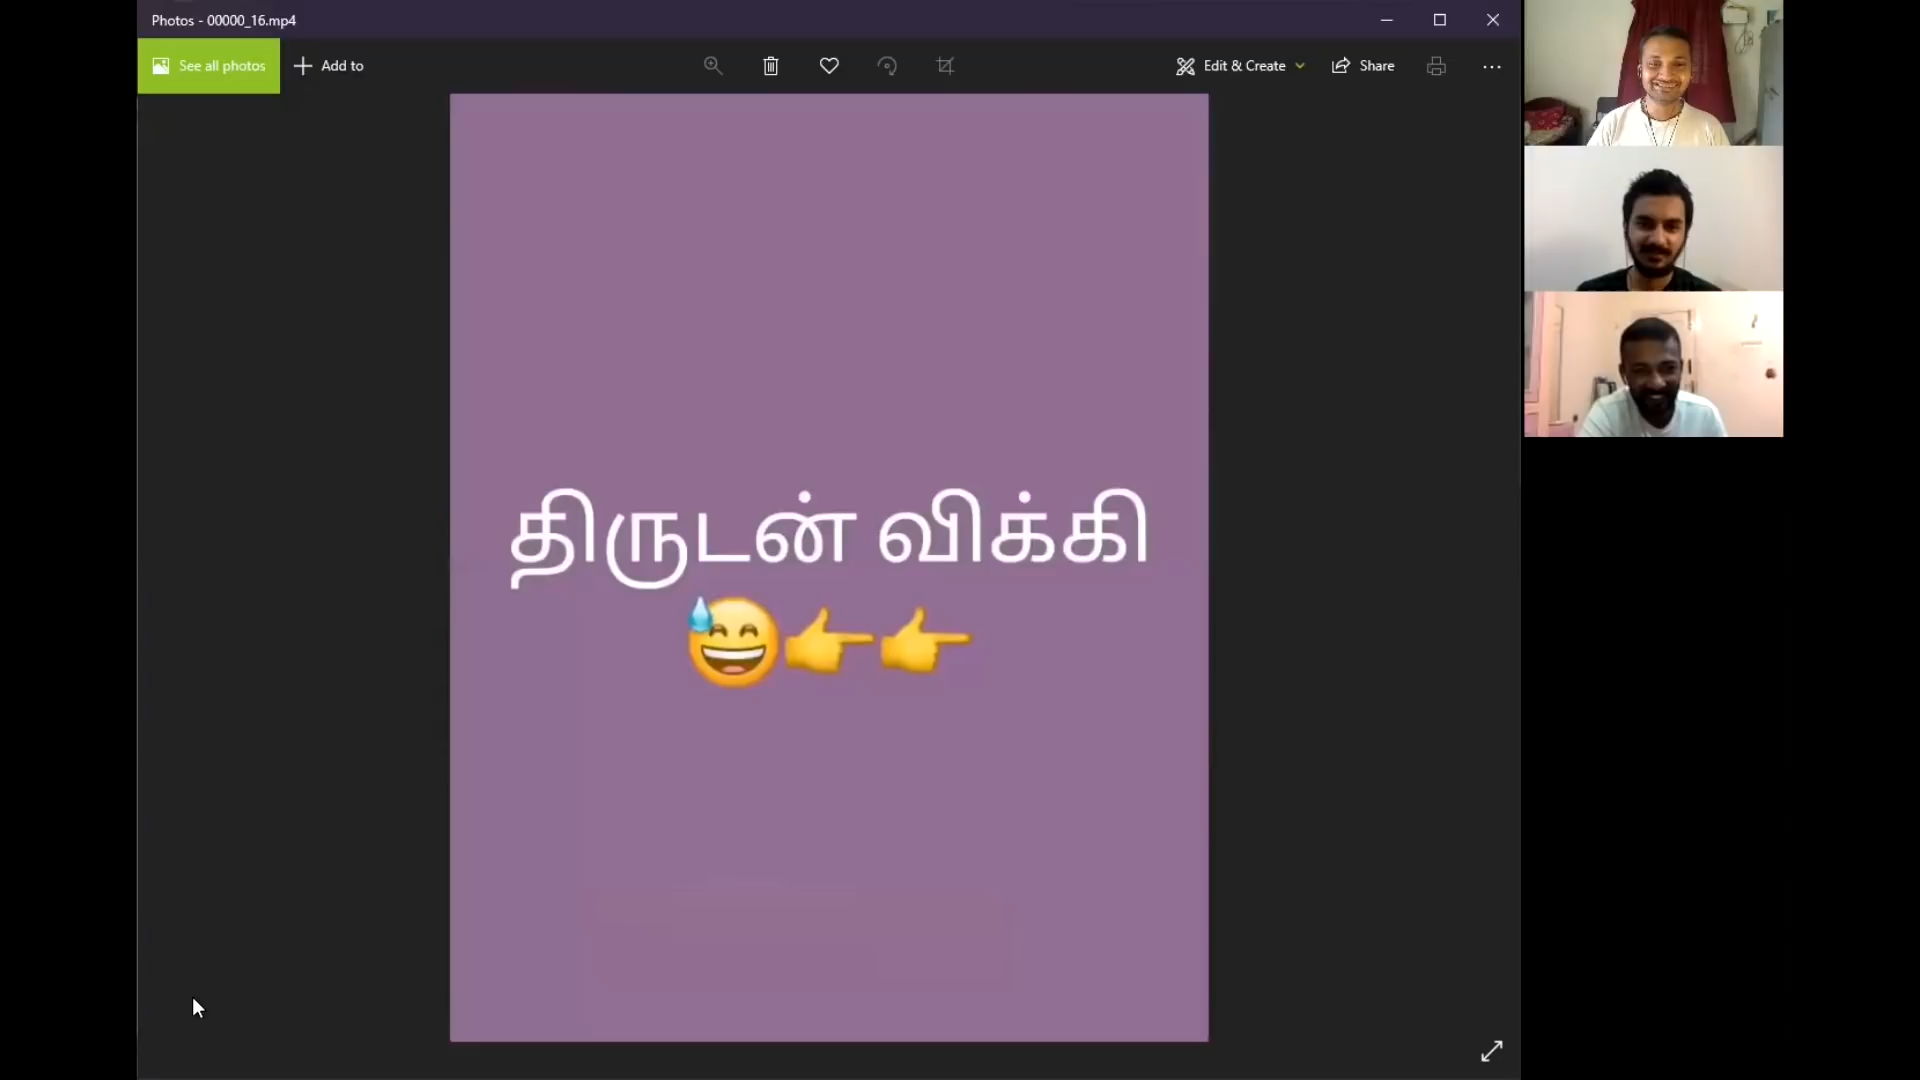 Photos - 00000_16.mp4
See all photos
Add to
Edit & Create
Share
திருடன் விக்கி
😅👉👉